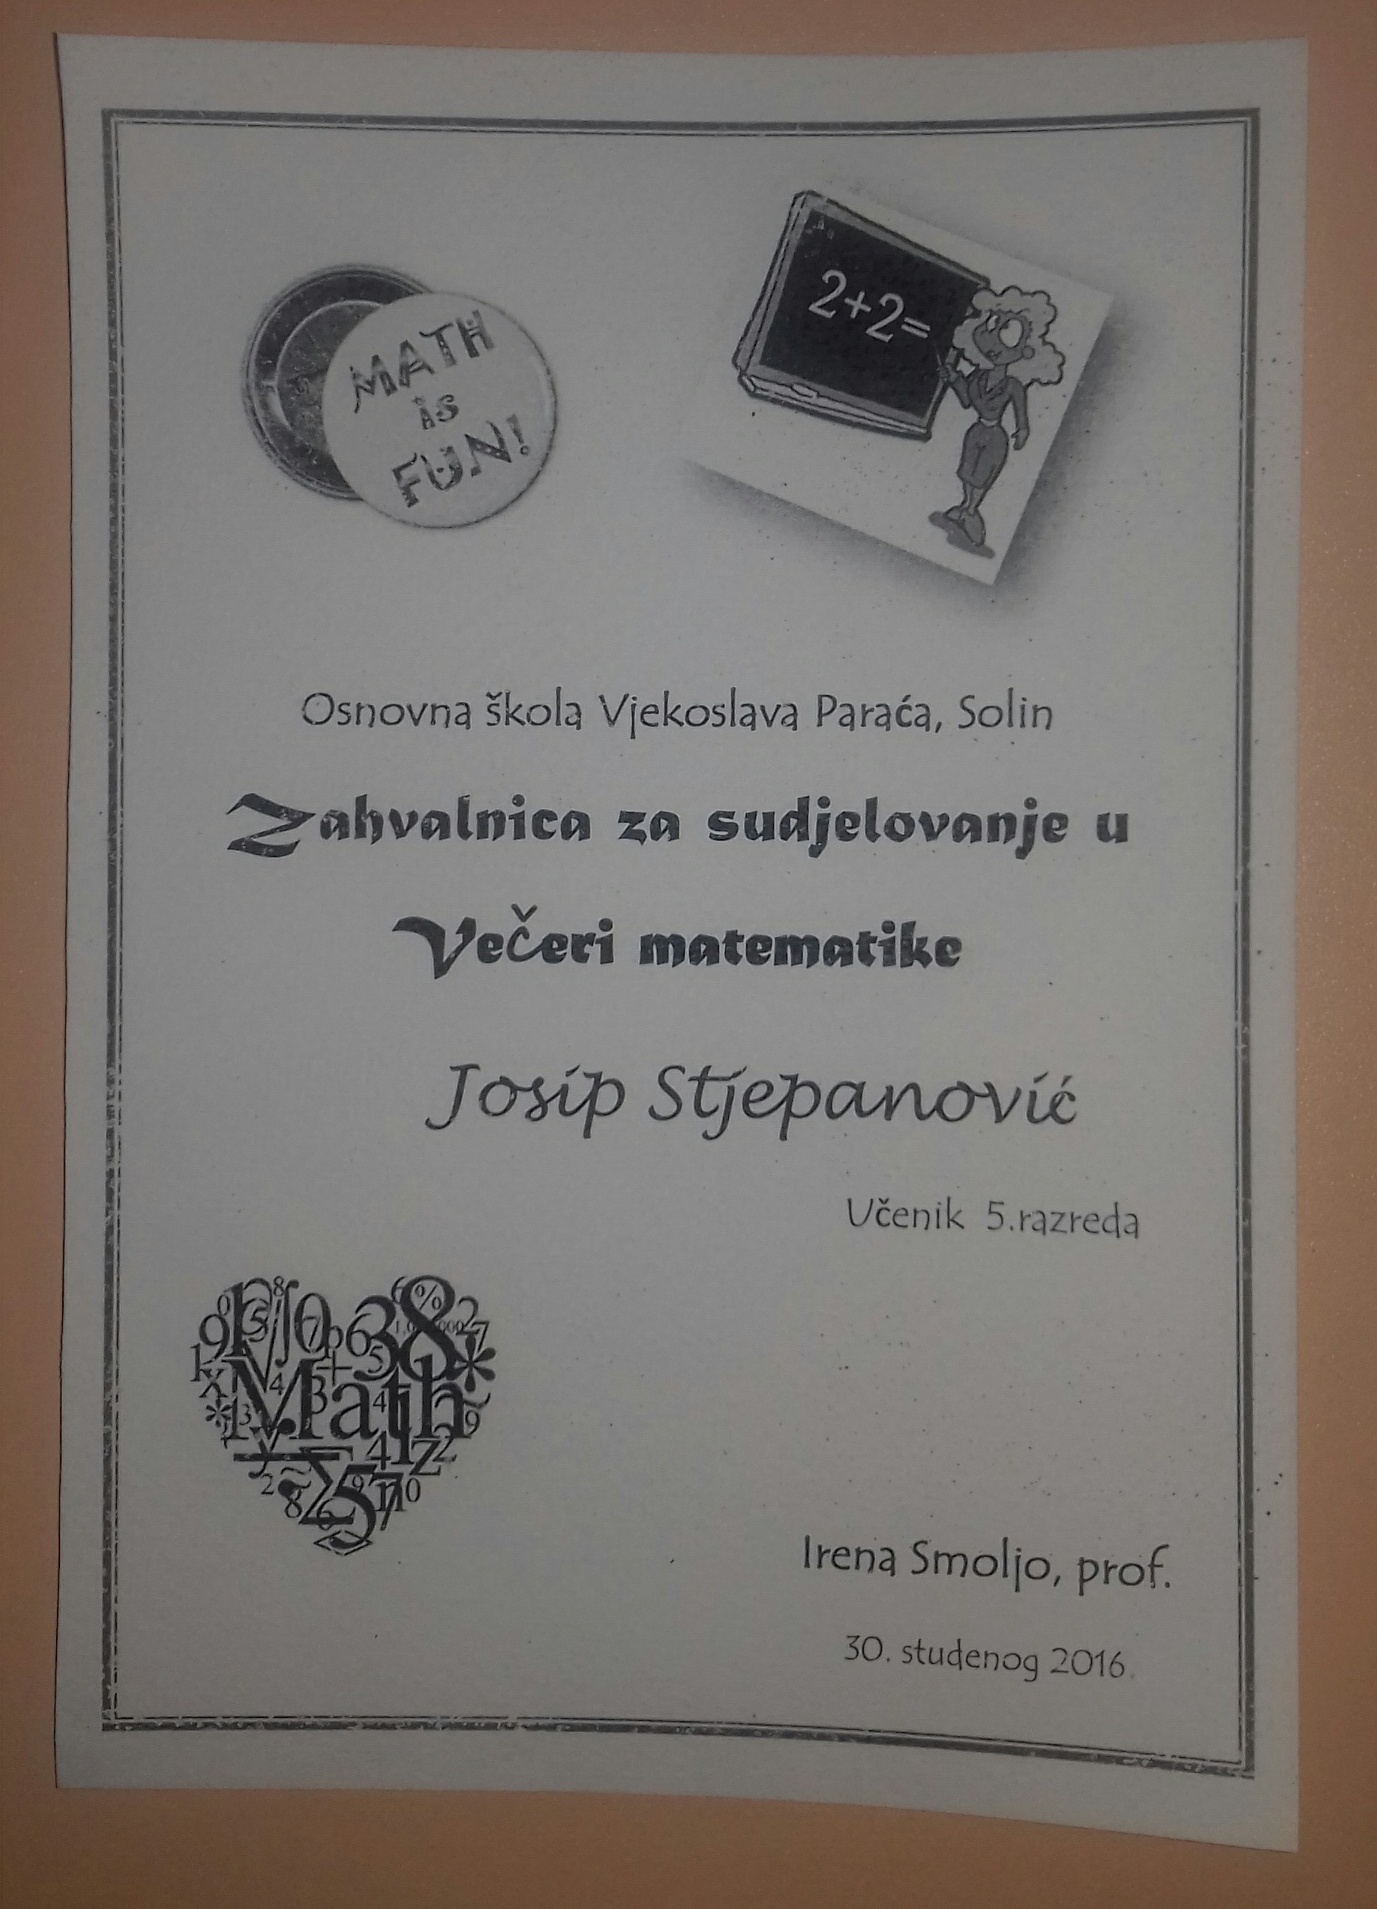 MATH
is
FUN!
2+2=
Osnovna škola Vjekoslava Paraća, Solin
Zahvalnica za sudjelovanje u
Večeri matematike
Josip Stjepanović
Učenik 5.razreda
Math
Irena Smoljo, prof.
30. studenog 2016.